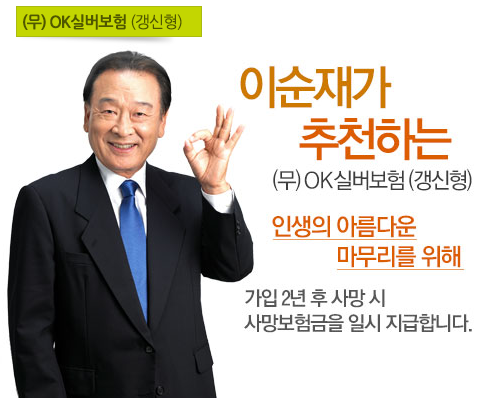 (무) OK실버보험 (갱신형)
이순재가
추천하는
(무) OK실버보험 (갱신형)
인생의 아름다운
마무리를 위해
가입 2년 후 사망 시
사망보험금을 일시 지급합니다.